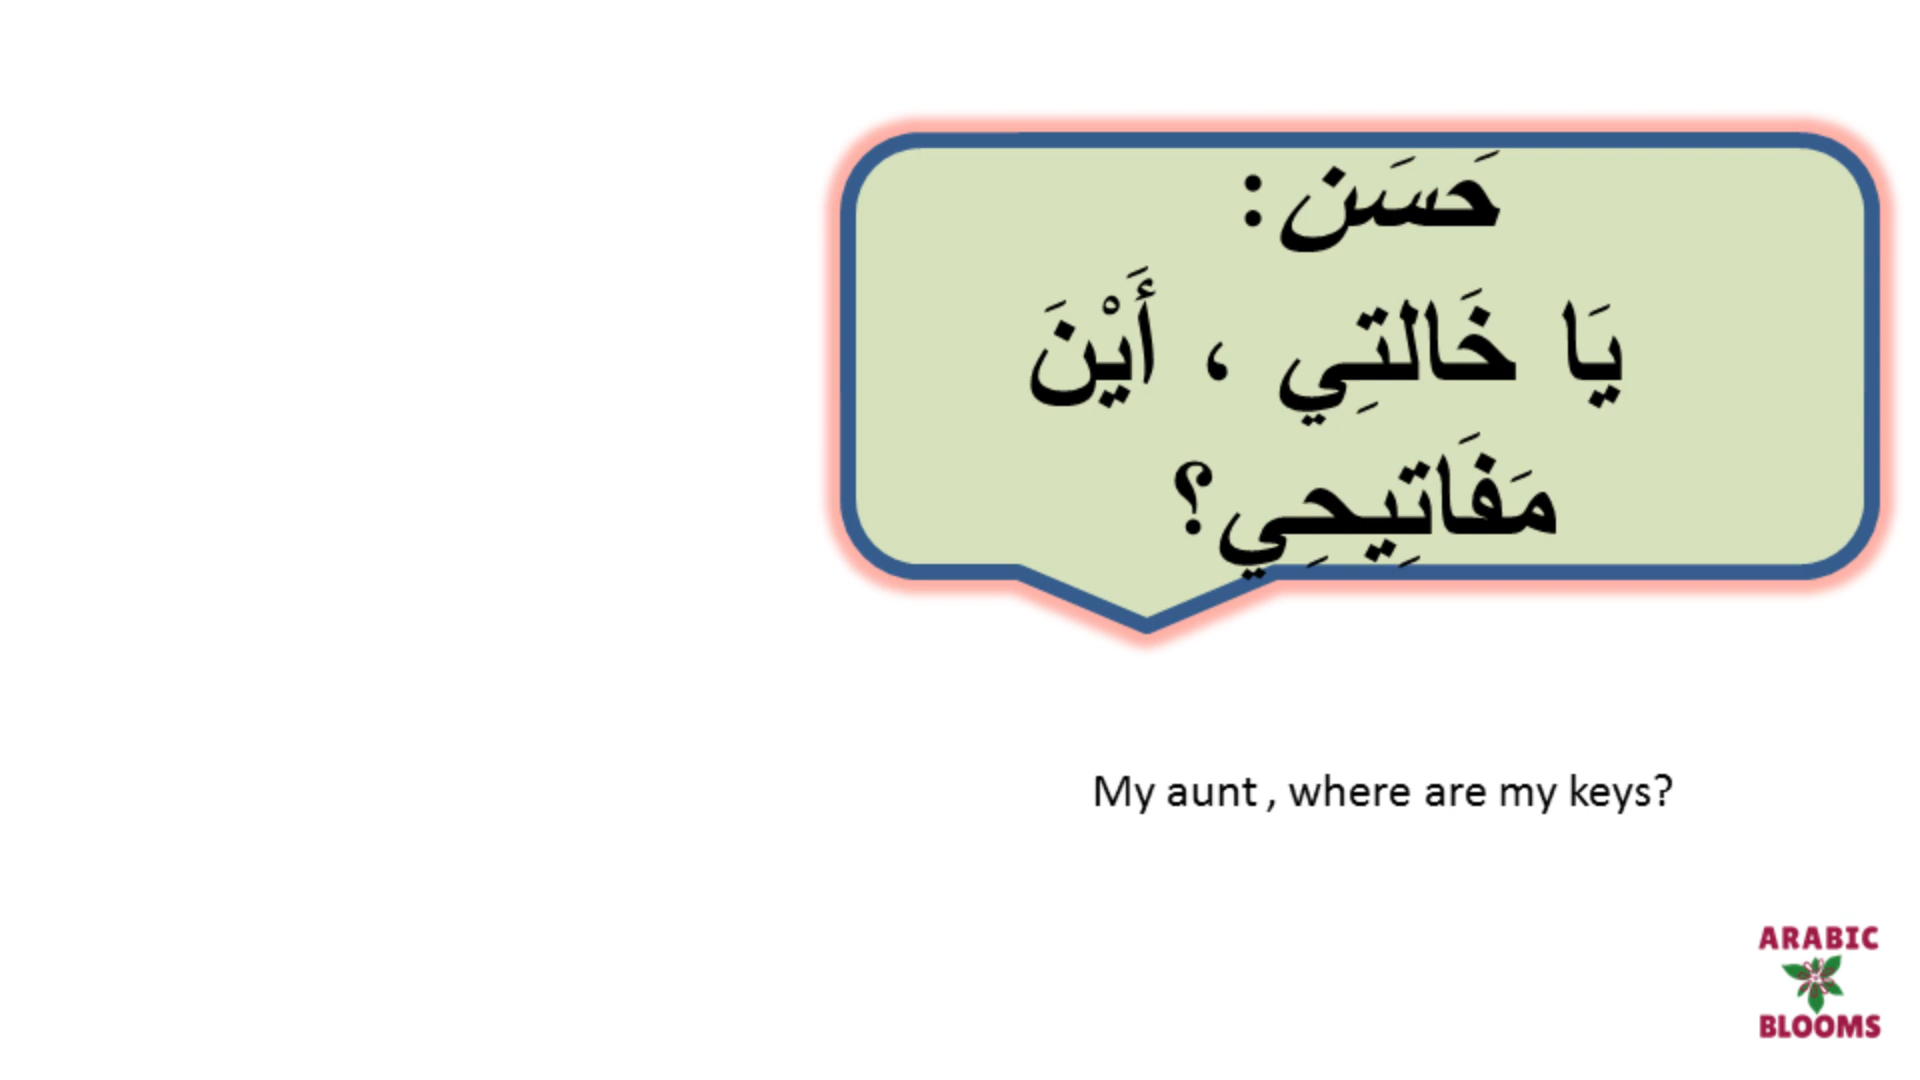 حَسَن:
يَا خَالتِي ، أَيْنَ
مَفَاتِيحِي؟
My aunt , where are my keys?
ARABIC
BLOOMS